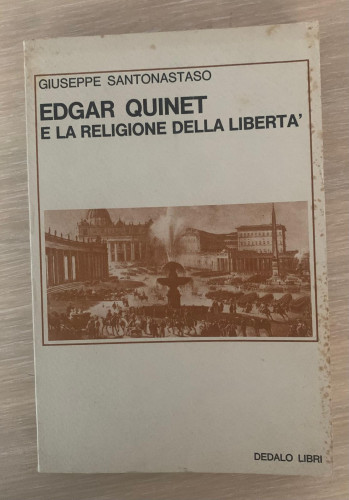 GIUSEPPE SANTONASTASO
EDGAR QUINET
E LA RELIGIONE DELLA LIBERTA'
DEDALO LIBRI